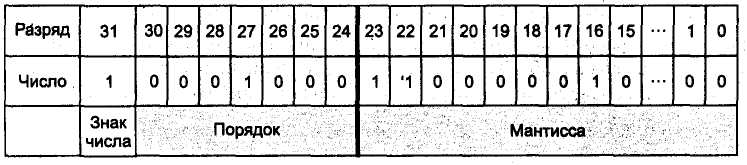 Разряд 31 30 29 28 27 26 25 24 23 22 21 20 19 18 17 16 15 ... 1 0
Число 1 0 0 0 1 0 0 0 1 '1 0 0 0 0 0 1 0 ... 0 0
Знак числа Порядок Мантисса